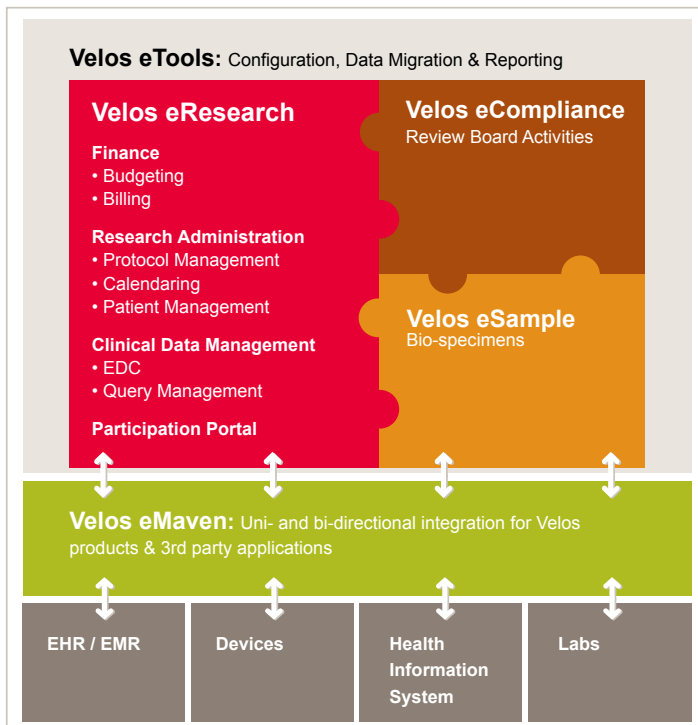 Velos eTools: Configuration, Data Migration & Reporting
Velos eResearch
Finance
• Budgeting
• Billing
Research Administration
• Protocol Management
• Calendaring
• Patient Management
Clinical Data Management
• EDC
• Query Management
Participation Portal
Velos eCompliance
Review Board Activities
Velos eSample
Bio-specimens
Velos eMaven: Uni- and bi-directional integration for Velos
products & 3rd party applications
EHR / EMR
Devices
Health
Information
System
Labs